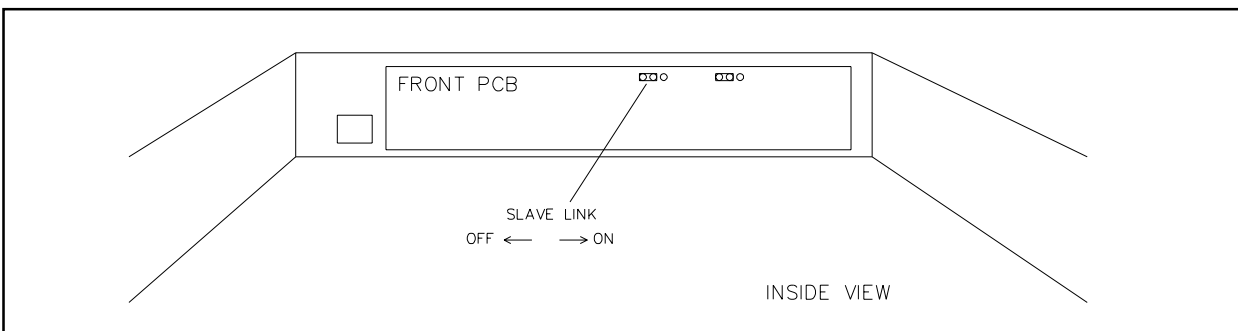 FRONT PCB
SLAVE LINK
OFF ← → ON
INSIDE VIEW